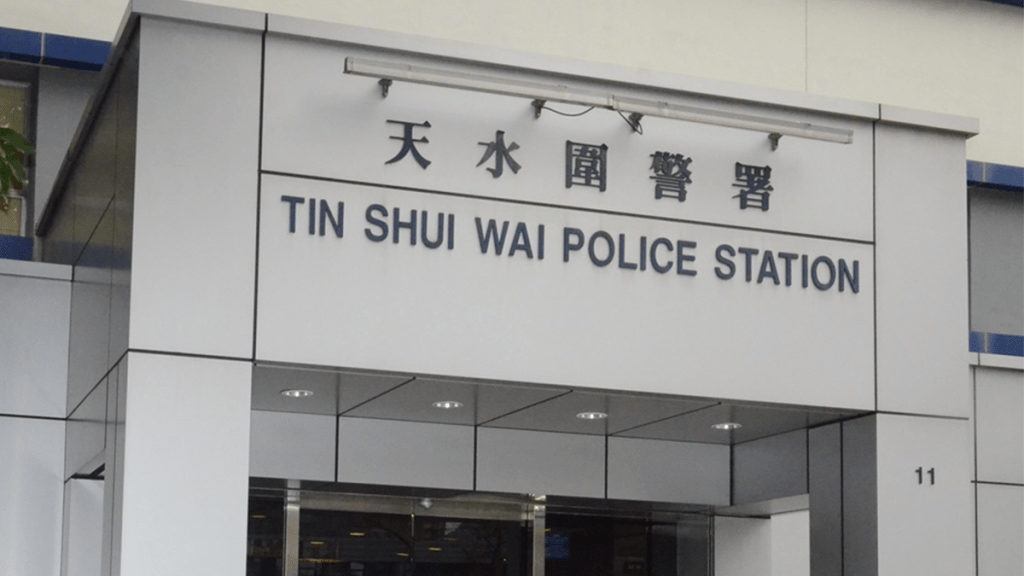 天水圍警署
TIN SHUI WAI POLICE STATION
11